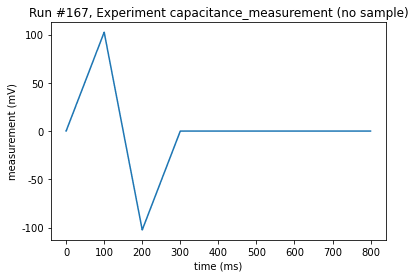 Run #167, Experiment capacitance_measurement (no sample)
100
50
0
-50
-100
measurement (mV)
0 100 200 300 400 500 600 700 800
time (ms)